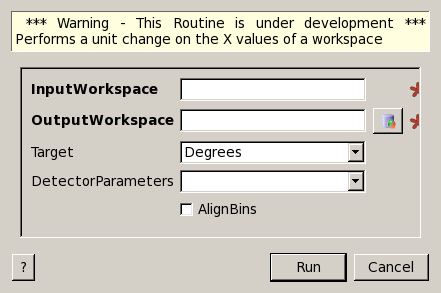 *** Warning - This Routine is under development ***
Performs a unit change on the X values of a workspace
InputWorkspace
OutputWorkspace
Target Degrees
DetectorParameters
AlignBins
? Run Cancel